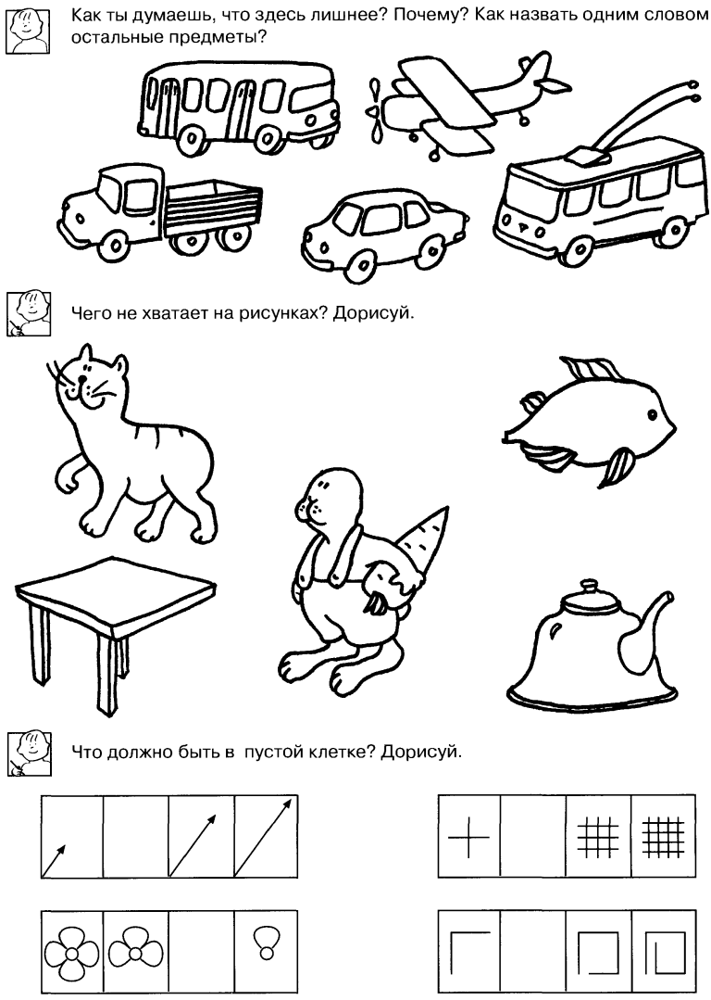 Как ты думаешь, что здесь лишнее? Почему? Как назвать одним словом
остальные предметы?
Чего не хватает на рисунках? Дорисуй.
Что должно быть в пустой клетке? Дорисуй.